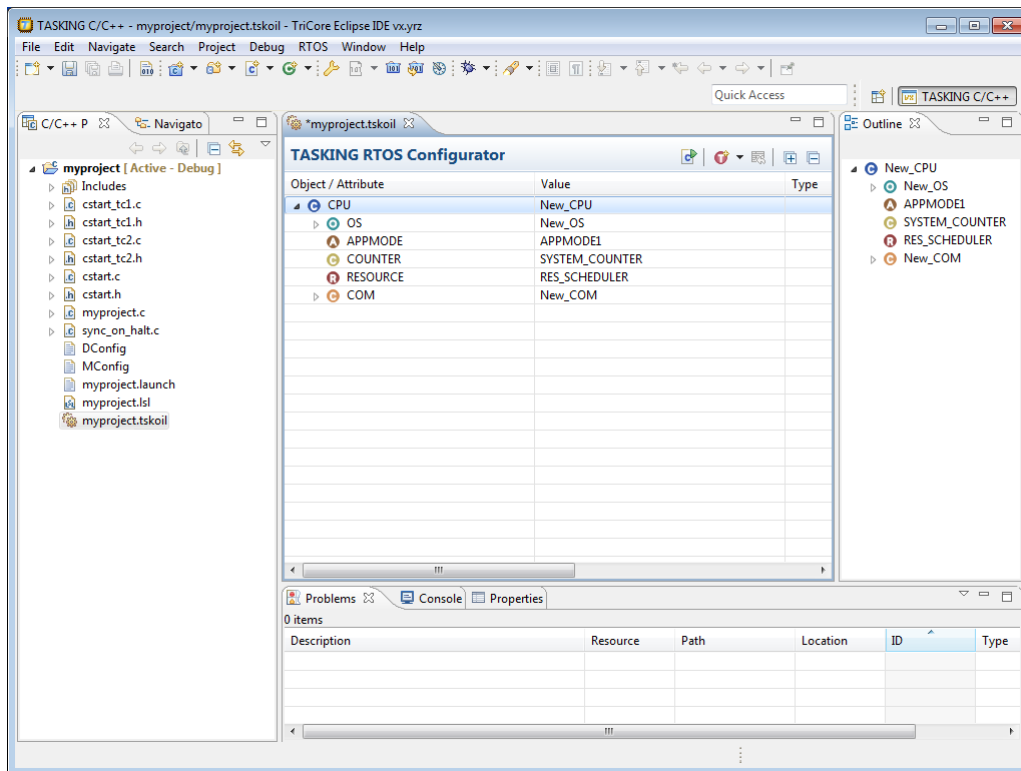 TASKING C/C++ - myproject/myproject.tskoil - TriCore Eclipse IDE vx.yrz
File Edit Navigate Search Project Debug RTOS Window Help
Quick Access
TASKING C/C++
C/C++ P
Navigato
myproject [ Active - Debug ]
Includes
cstart_tc1.c
cstart_tc1.h
cstart_tc2.c
cstart_tc2.h
cstart.c
cstart.h
myproject.c
sync_on_halt.c
DConfig
MConfig
myproject.launch
myproject.lsl
myproject.tskoil
*myproject.tskoil
TASKING RTOS Configurator
Object / Attribute Value Type
CPU New_CPU
OS New_OS
APPMODE APPMODE1
COUNTER SYSTEM_COUNTER
RESOURCE RES_SCHEDULER
COM New_COM
Outline
New_CPU
New_OS
APPMODE1
SYSTEM_COUNTER
RES_SCHEDULER
New_COM
Problems Console Properties
0 items
Description Resource Path Location ID Type